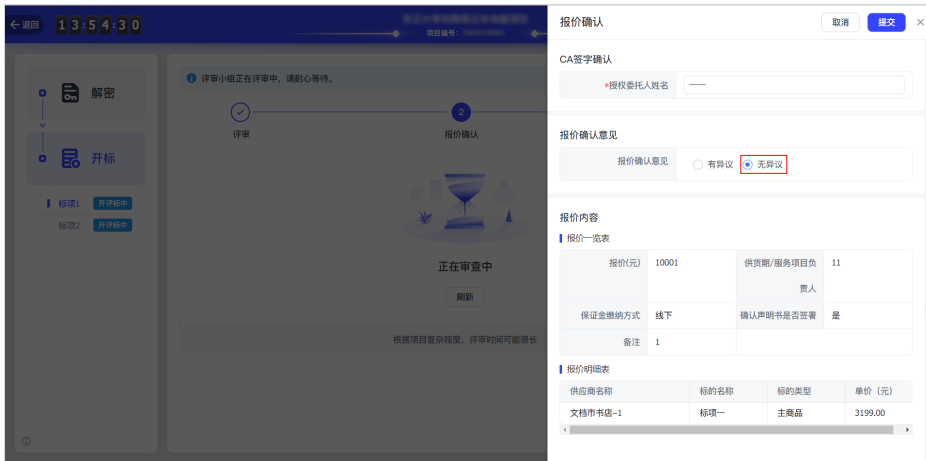 返回
13:54:30
项目编号:
解密
开标
标项1 开评标中
标项2 开评标中
评审小组正在评审中，请耐心等待。
2
评审
报价确认
正在审查中
刷新
根据项目复杂程度，评审时间可能很长
报价确认
取消
提交
CA签字确认
*授权委托人姓名
一一
报价确认意见
报价确认意见
有异议
无异议
报价内容
报价一览表
报价(元) 10001 供货期/服务项目负 11
责人
保证金缴纳方式 线下 确认声明书是否签署 是
备注 1
报价明细表
供应商名称 标的名称 标的类型 单价（元）
文档市书店-1 标项一 主商品 3199.00